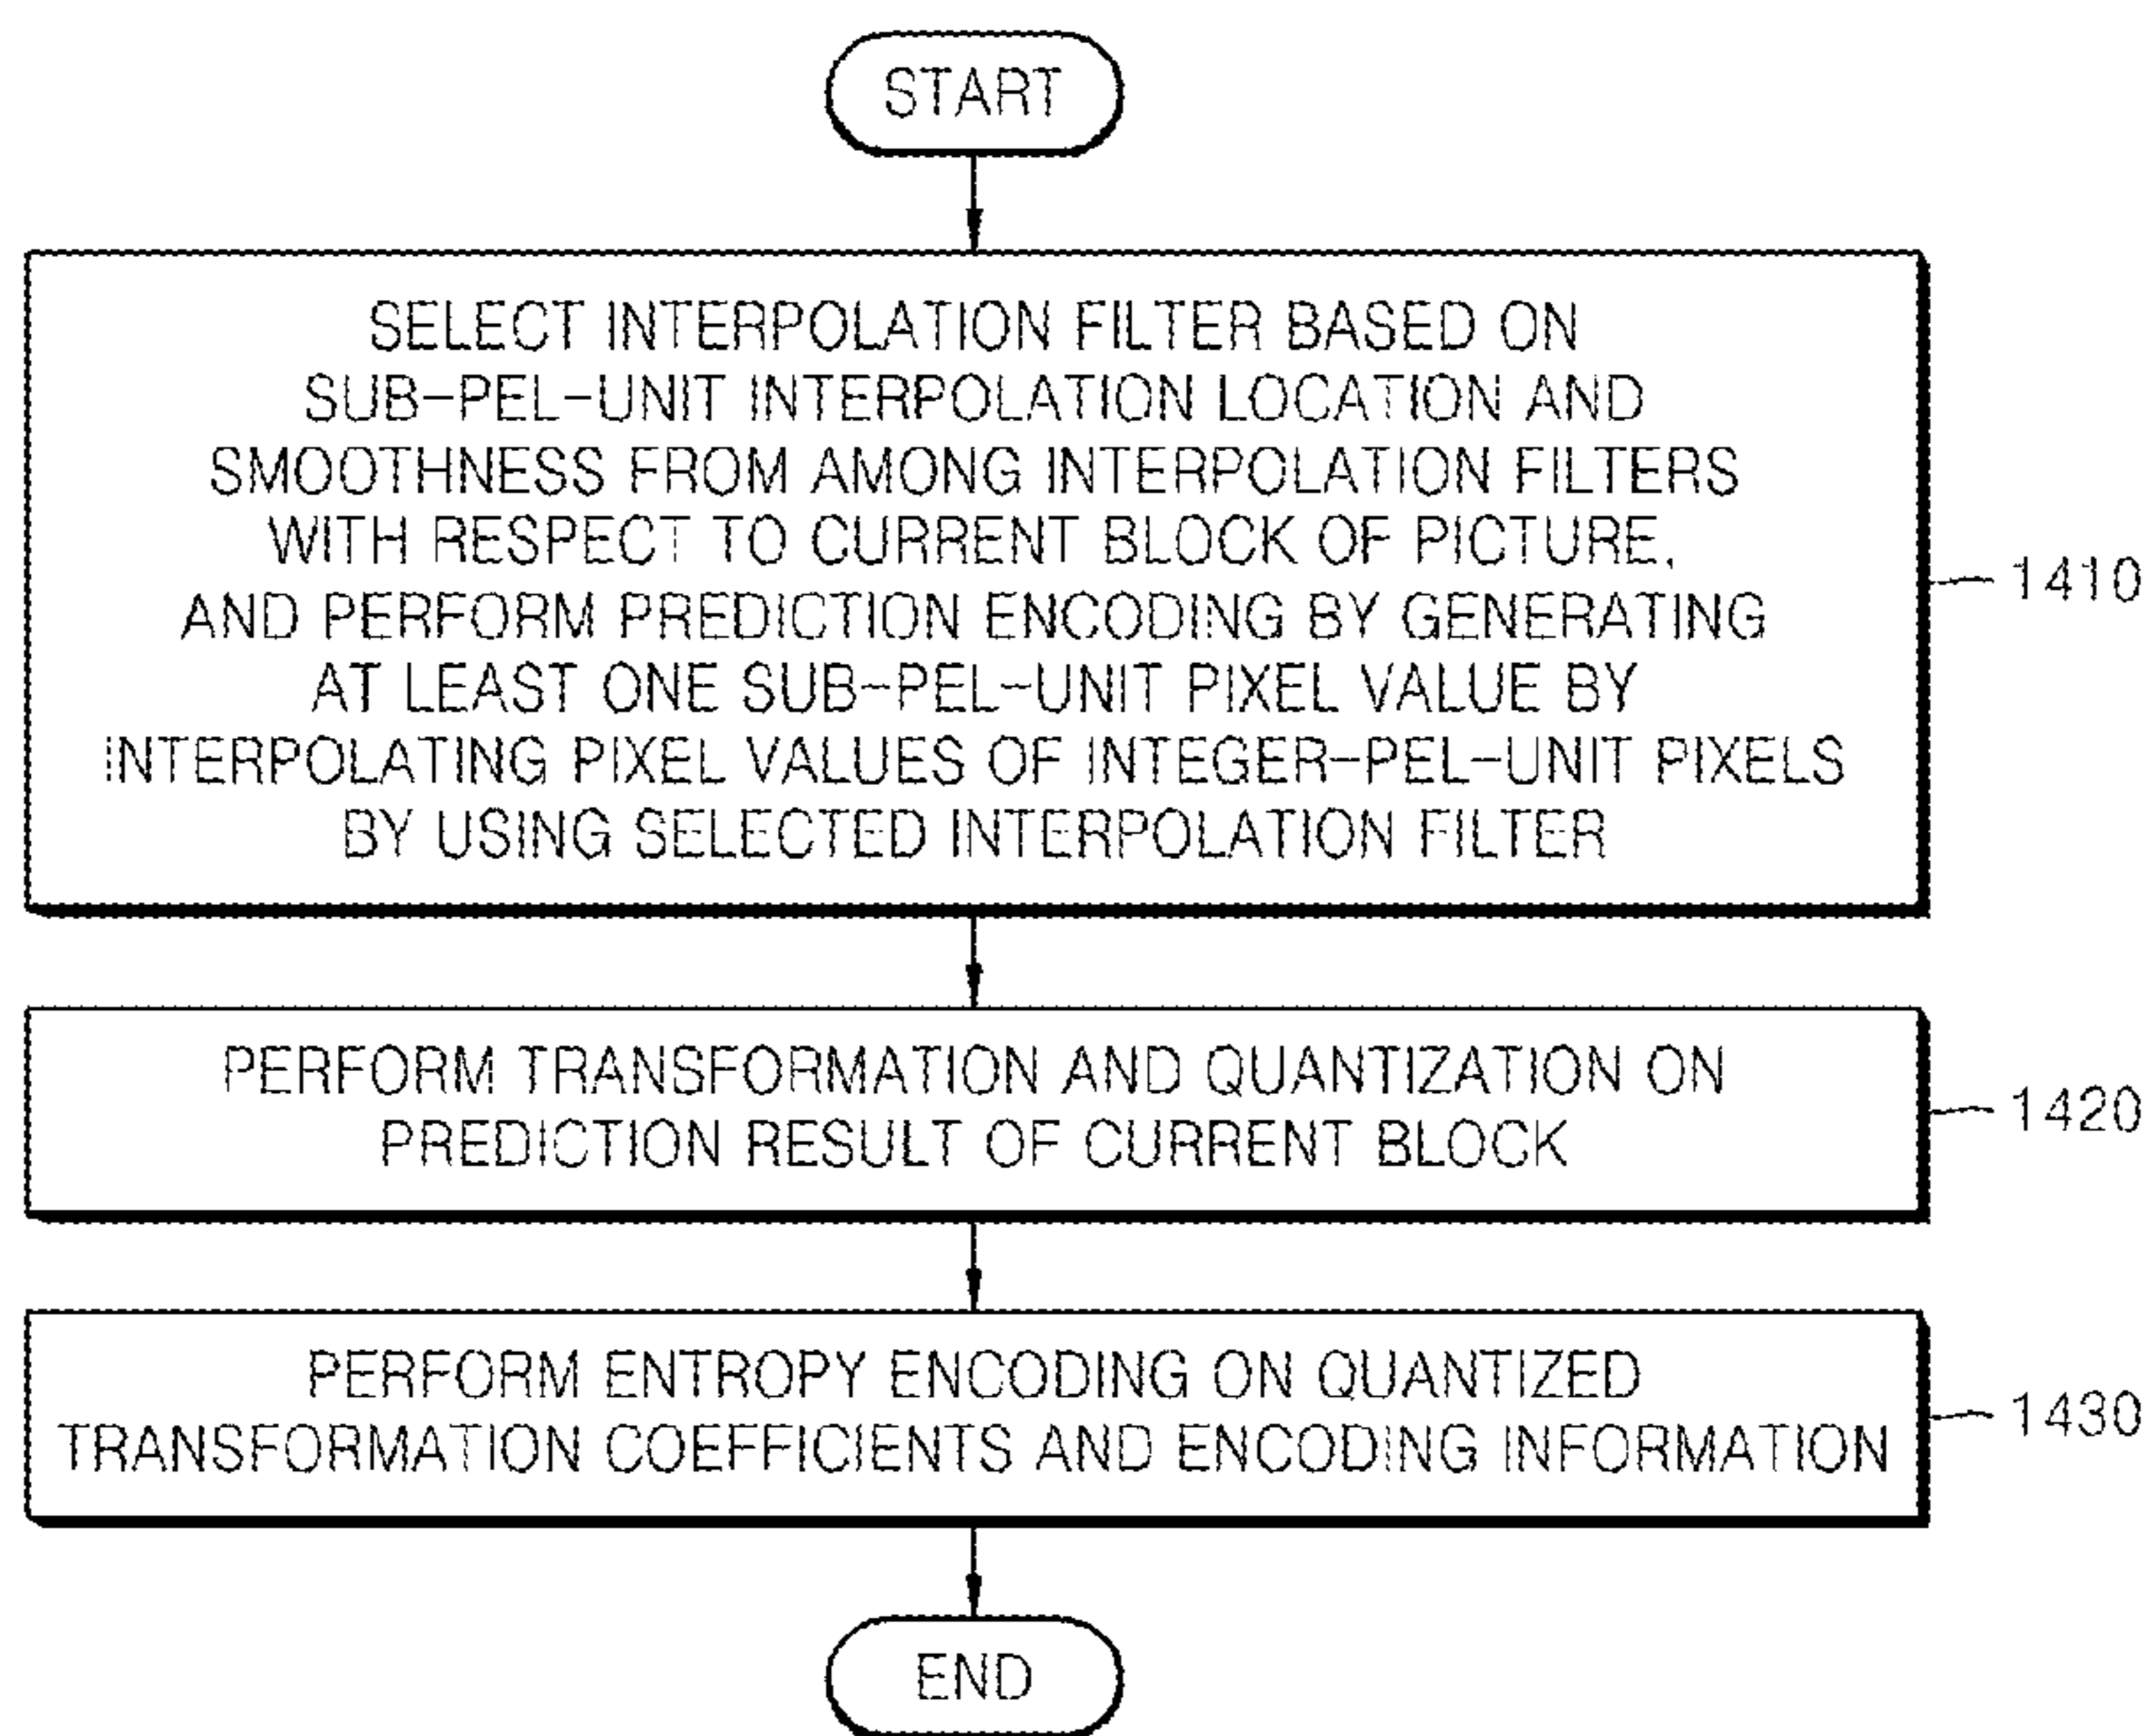 START
SELECT INTERPOLATION FILTER BASED ON
SUB-PEL-UNIT INTERPOLATION LOCATION AND
SMOOTHNESS FROM AMONG INTERPOLATION FILTERS
WITH RESPECT TO CURRENT BLOCK OF PICTURE,
AND PERFORM PREDICTION ENCODING BY GENERATING
AT LEAST ONE SUB-PEL-UNIT PIXEL VALUE BY
INTERPOLATING PIXEL VALUES OF INTEGER-PEL-UNIT PIXELS
BY USING SELECTED INTERPOLATION FILTER
1410
PERFORM TRANSFORMATION AND QUANTIZATION ON
PREDICTION RESULT OF CURRENT BLOCK
1420
PERFORM ENTROPY ENCODING ON QUANTIZED
TRANSFORMATION COEFFICIENTS AND ENCODING INFORMATION
1430
END